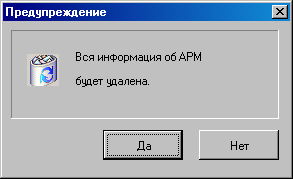 Предупреждение
Вся информация об АРМ
будет удалена.
Да
Нет